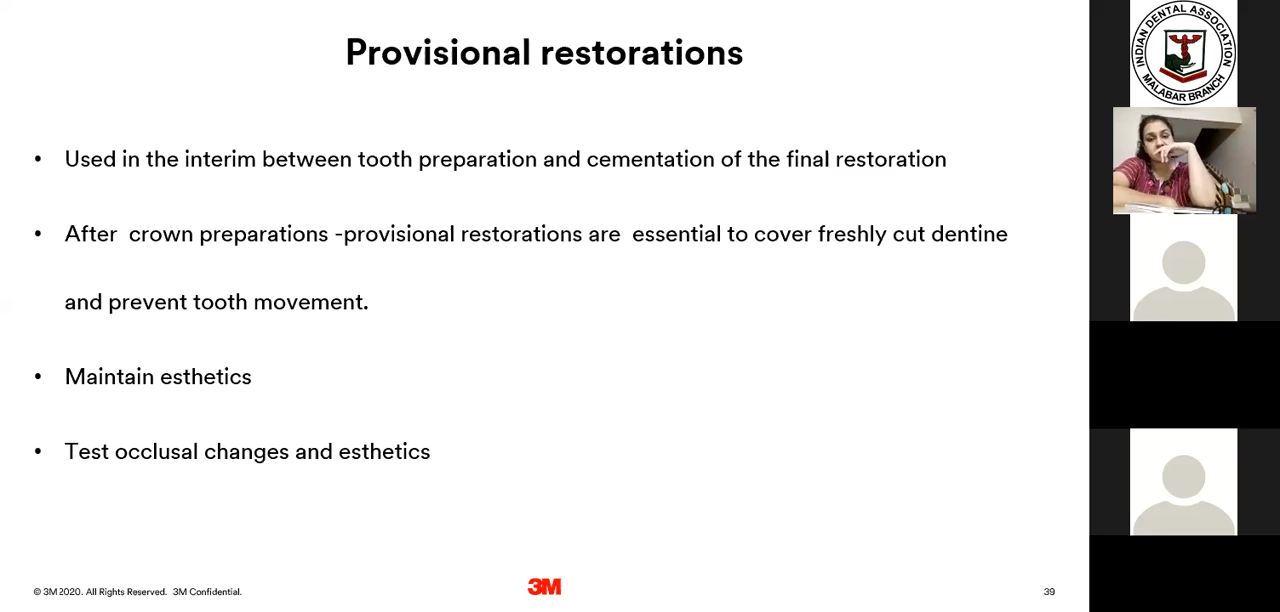 Provisional restorations
• Used in the interim between tooth preparation and cementation of the final restoration
• After  crown preparations -provisional restorations are  essential to cover freshly cut dentine
and prevent tooth movement.
• Maintain esthetics
• Test occlusal changes and esthetics
© 3M 2020. All Rights Reserved.  3M Confidential.
3M
39
INDIAN DENTAL ASSOCIATION
MALABAR BRANCH